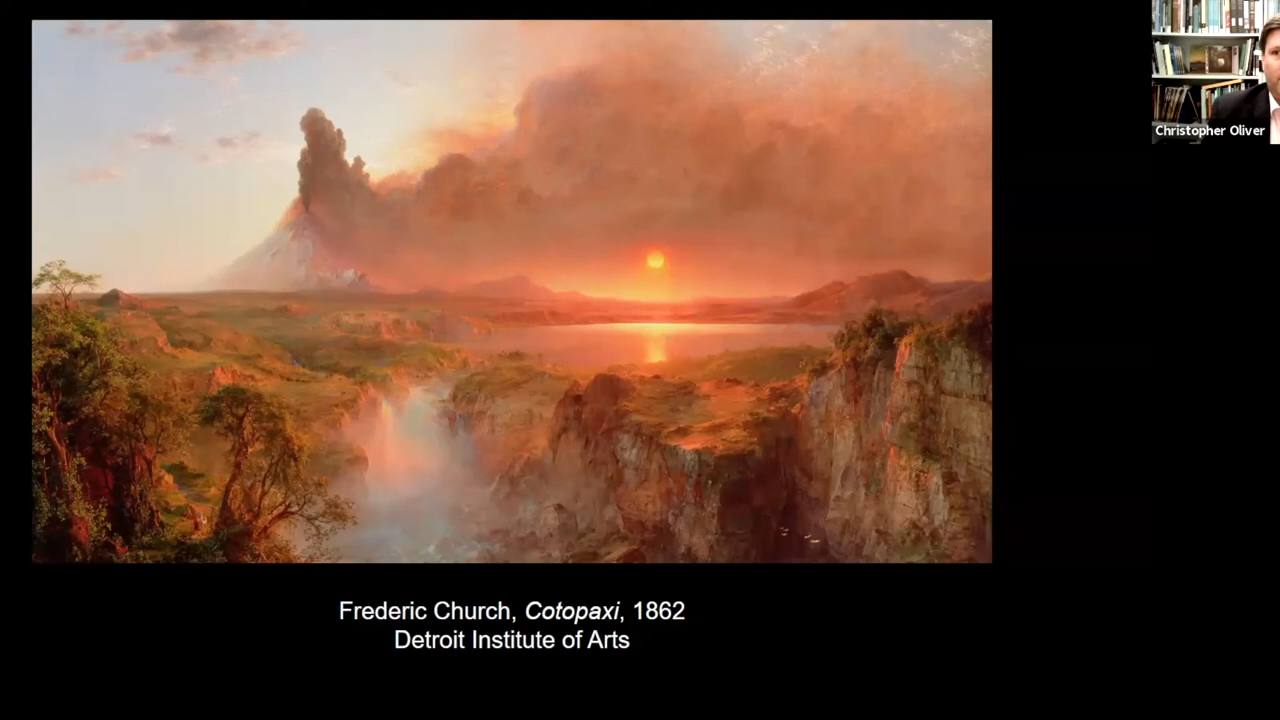 Christopher Oliver
Frederic Church, Cotopaxi, 1862
Detroit Institute of Arts